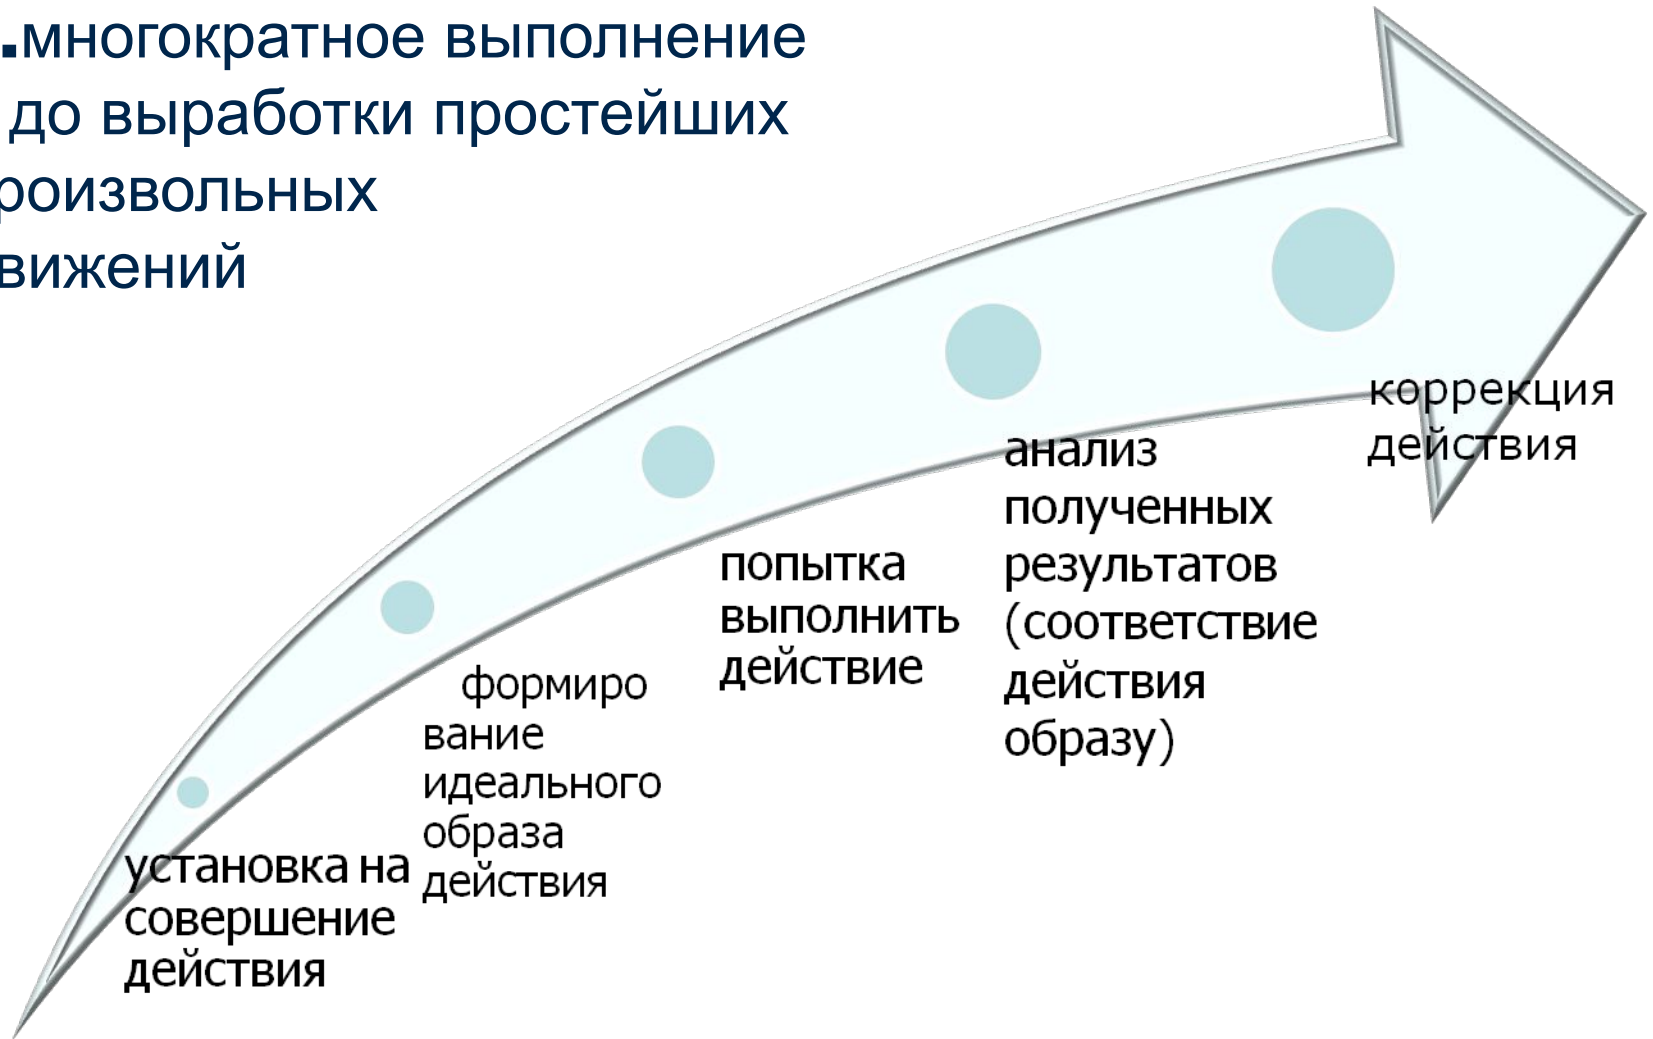 .многократное выполнение
до выработки простейших
роизвольных
вижений
установка на
совершение
действия
формиро
вание
идеального
образа
действия
попытка
выполнить
действие
анализ
полученных
результатов
(соответствие
действия
образу)
коррекция
действия